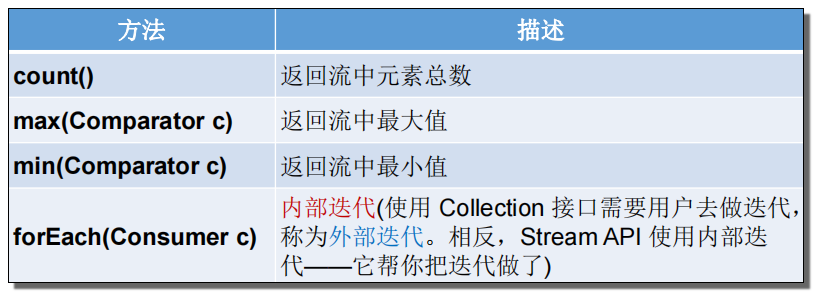 方法 描述
count() 返回流中元素总数
max(Comparator c) 返回流中最大值
min(Comparator c) 返回流中最小值
forEach(Consumer c) 内部迭代(使用 Collection 接口需要用户去做迭代，
称为外部迭代。相反，Stream API 使用内部迭
代——它帮你把迭代做了)